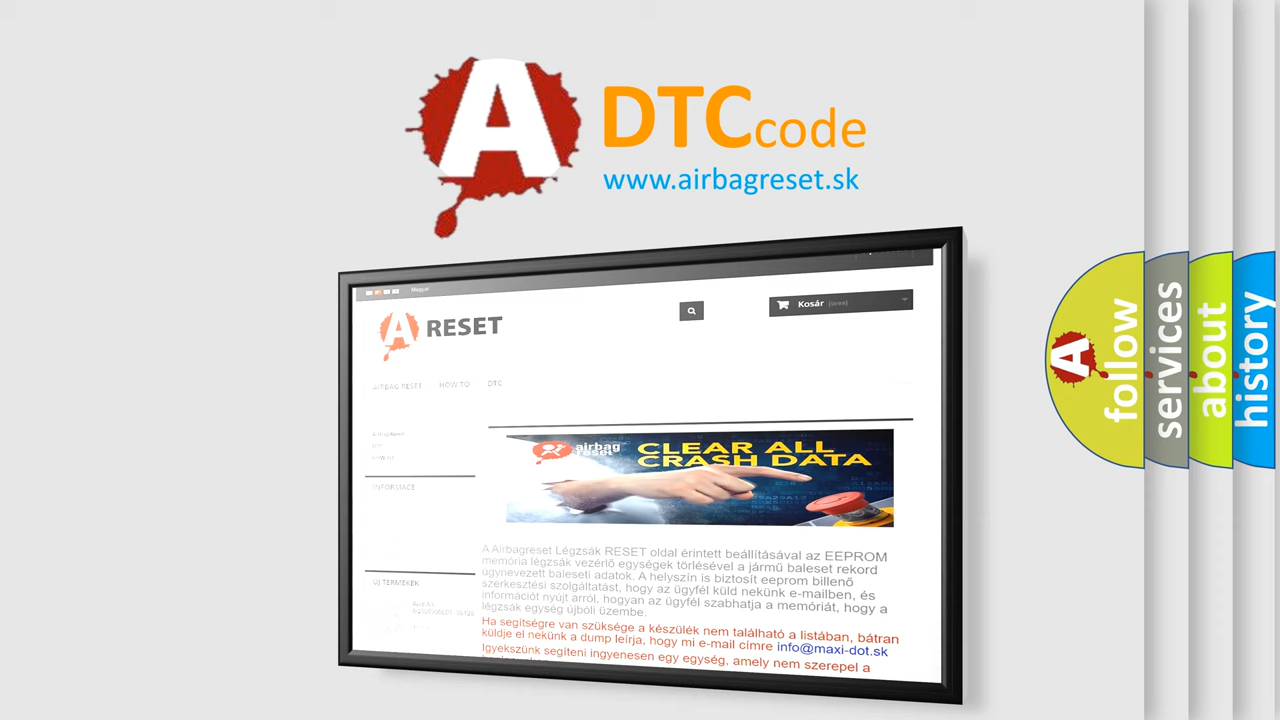 A
DTC code
www.airbagreset.sk
Magyar
Kosár (üres)
A RESET
AIRBAG RESET HOW TO DTC
airbag reset
CLEAR ALL
CRASH DATA
INFORMACE
A Airbagreset Légzsák RESET oldal érintett beállításával az EEPROM
memória légzsák vezérlő egységek törlésével a jármű baleset rekord
úgynevezett baleseti adatok. A helyszín is biztosít eeprom billenő
szerkesztési szolgáltatást, hogy az ügyfél küld nekünk e-mailben, és
információt nyújt arról, hogyan az ügyfél szabhatja a memóriát, hogy a
légzsák egység újbóli üzembe.
Ha segítségre van szüksége a készülék nem található a listában, bátran
küldje el nekünk a dump leírja, hogy mi e-mail címre info@maxi-dot.sk
Igyekszünk segíteni ingyenesen egy egység, amely nem szerepel a
ÚJ TERMÉKEK
A
follow
services
about
history